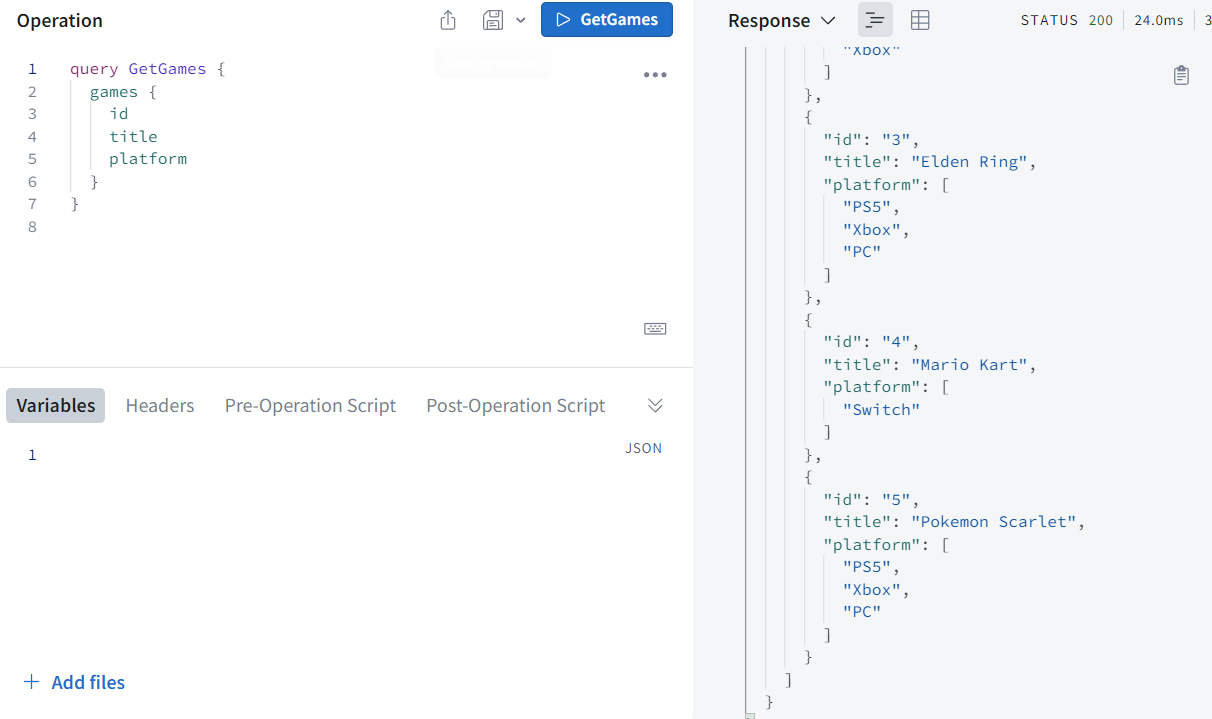 Operation
GetGames
1 query GetGames {
2 games {
3 id
4 title
5 platform
6 }
7 }
8
Variables Headers Pre-Operation Script Post-Operation Script
JSON
1
+ Add files
Response STATUS 200 24.0ms 3
"Xbox"
]
},
{
"id": "3",
"title": "Elden Ring",
"platform": [
"PS5",
"Xbox",
"PC"
]
},
{
"id": "4",
"title": "Mario Kart",
"platform": [
"Switch"
]
},
{
"id": "5",
"title": "Pokemon Scarlet",
"platform": [
"PS5",
"Xbox",
"PC"
]
}
]
}